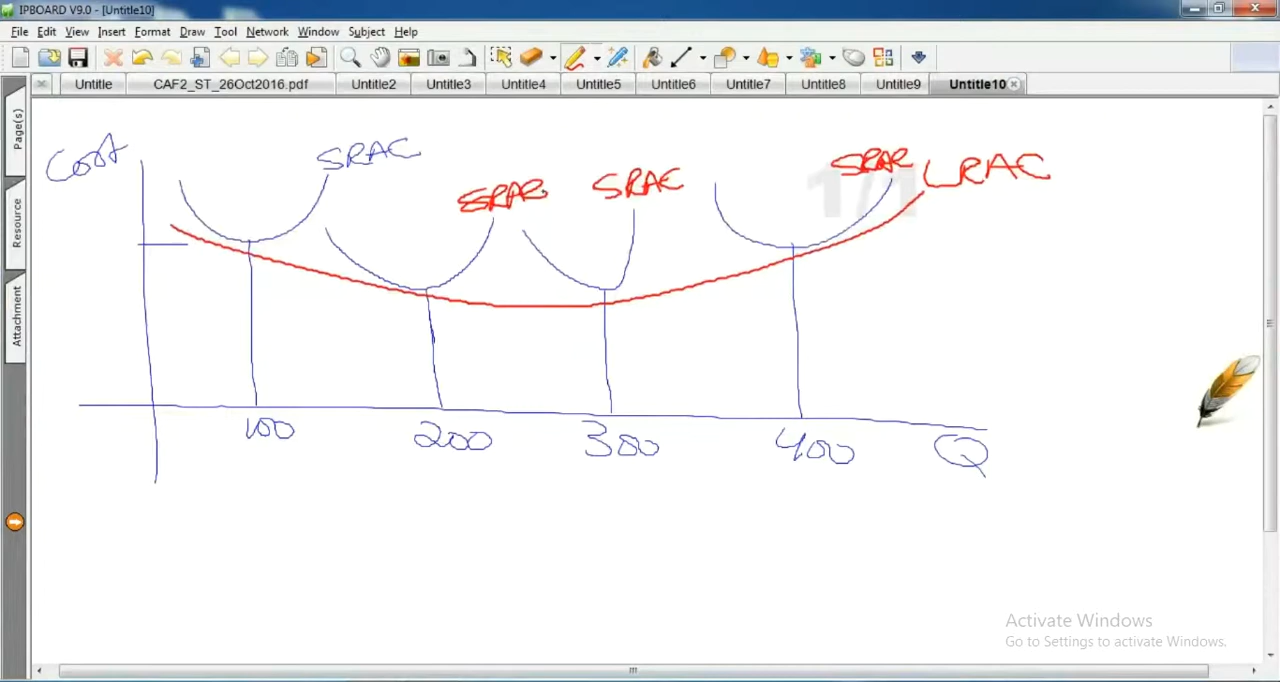 IPBOARD V9.0 - [Untitle10]
File Edit View Insert Format Draw Tool Network Window Subject Help
Untitle CAF2_ST_26Oct2016.pdf Untitle2 Untitle3 Untitle4 Untitle5 Untitle6 Untitle7 Untitle8 Untitle9 Untitle10
Page(s)
Resource
Attachment
1/1
Cost
SRAC
SRAC
SRAC
SRAC
LRAC
100 200 300 400 Q
Activate Windows
Go to Settings to activate Windows.